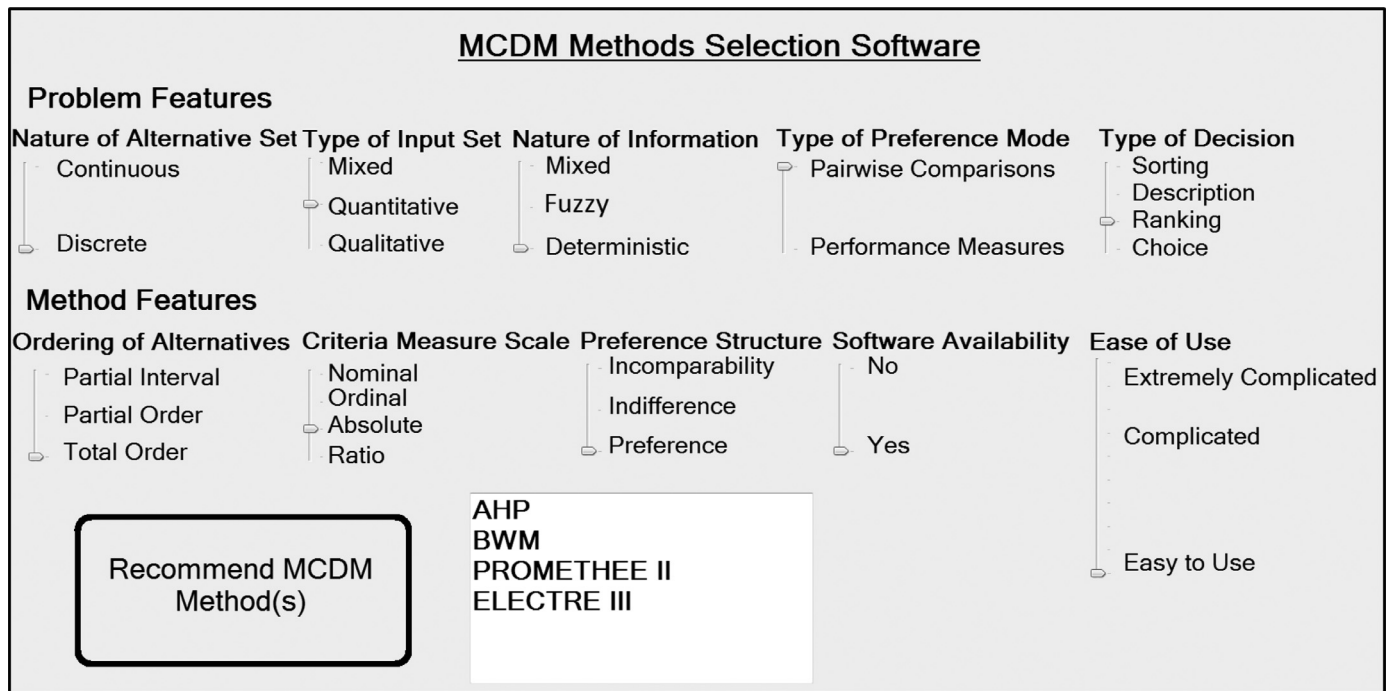 MCDM Methods Selection Software
Problem Features
Nature of Alternative Set
Continuous
Discrete
Type of Input Set
Mixed
Quantitative
Qualitative
Nature of Information
Mixed
Fuzzy
Deterministic
Type of Preference Mode
Pairwise Comparisons
Performance Measures
Type of Decision
Sorting
Description
Ranking
Choice
Method Features
Ordering of Alternatives
Partial Interval
Partial Order
Total Order
Criteria Measure Scale
Nominal
Ordinal
Absolute
Ratio
Preference Structure
Incomparability
Indifference
Preference
Software Availability
No
Yes
Ease of Use
Extremely Complicated
Complicated
Easy to Use
Recommend MCDM
Method(s)
AHP
BWM
PROMETHEE II
ELECTRE III